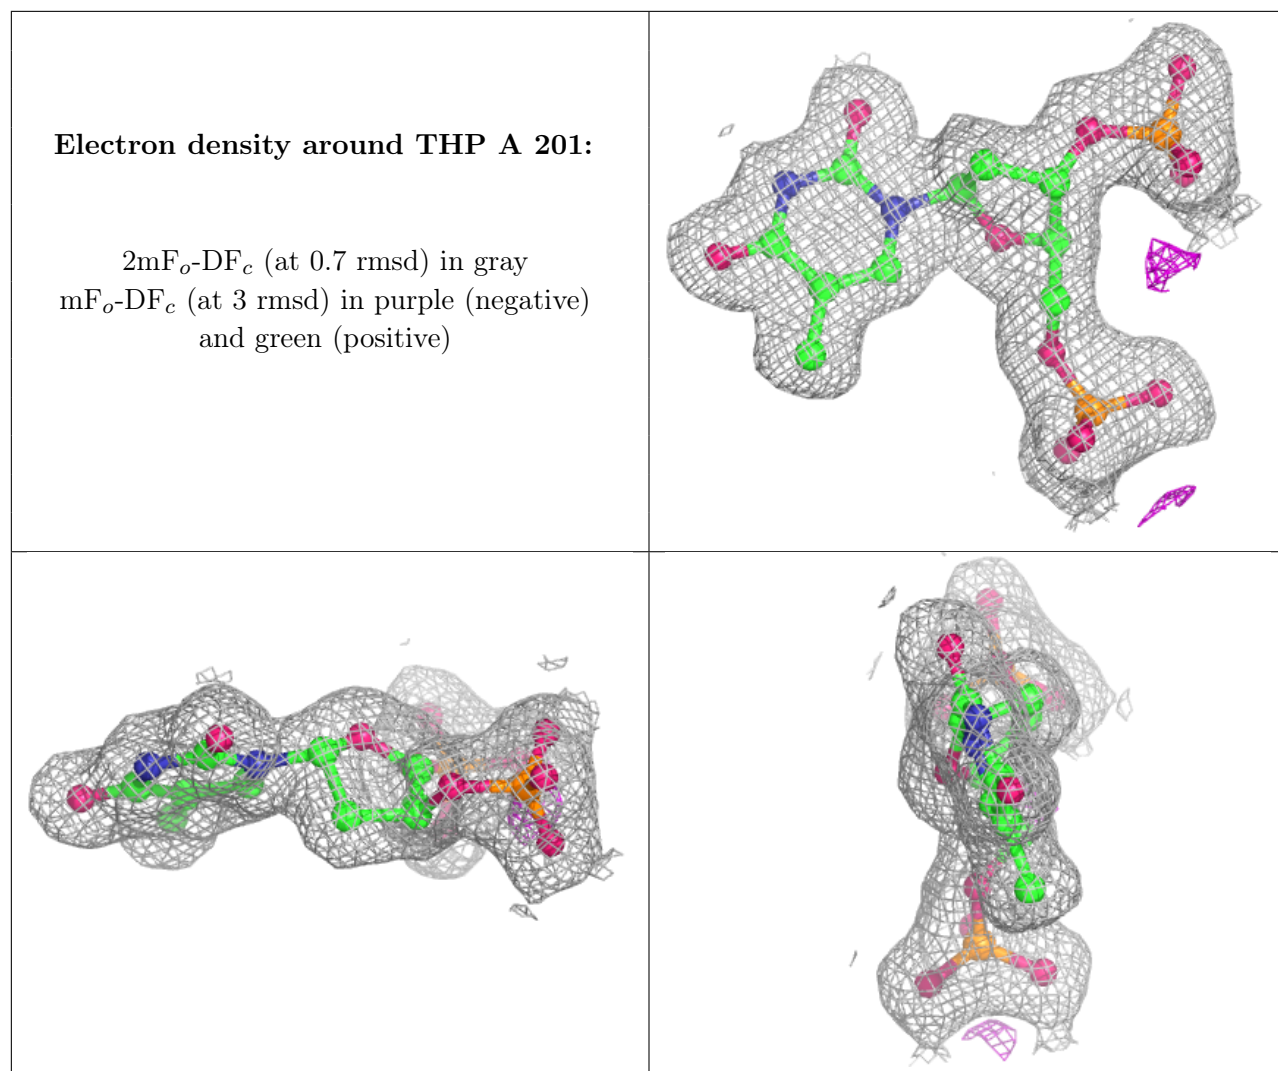 Electron density around THP A 201:
2mFo-DFc (at 0.7 rmsd) in gray
mFo-DFc (at 3 rmsd) in purple (negative)
and green (positive)